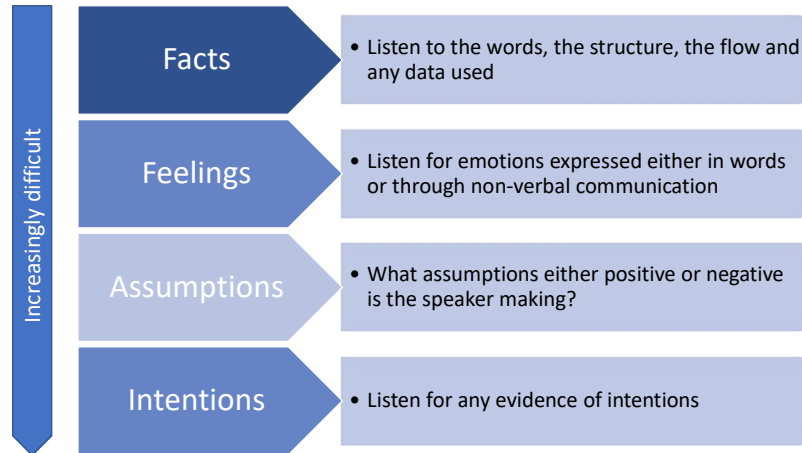 Increasingly difficult
Facts
• Listen to the words, the structure, the flow and
any data used
Feelings
• Listen for emotions expressed either in words
or through non-verbal communication
Assumptions
• What assumptions either positive or negative
is the speaker making?
Intentions
• Listen for any evidence of intentions